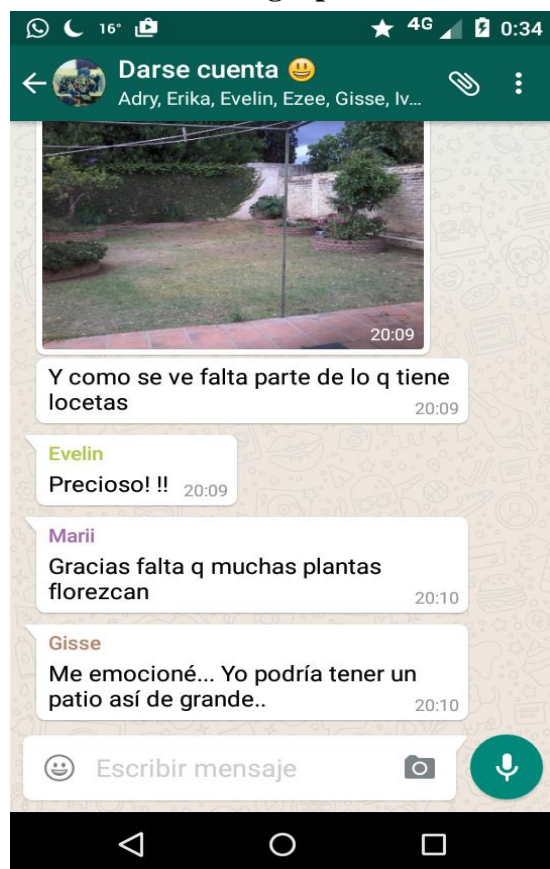 16° 4G 0:34
Darse cuenta 😃
Adry, Erika, Evelin, Ezee, Gisse, Iv...
20:09
Y como se ve falta parte de lo q tiene
locetas
20:09
Evelin
Precioso! !! 20:09
Marii
Gracias falta q muchas plantas
florezcan
20:10
Gisse
Me emocioné... Yo podría tener un
patio así de grande..
20:10
Escribir mensaje